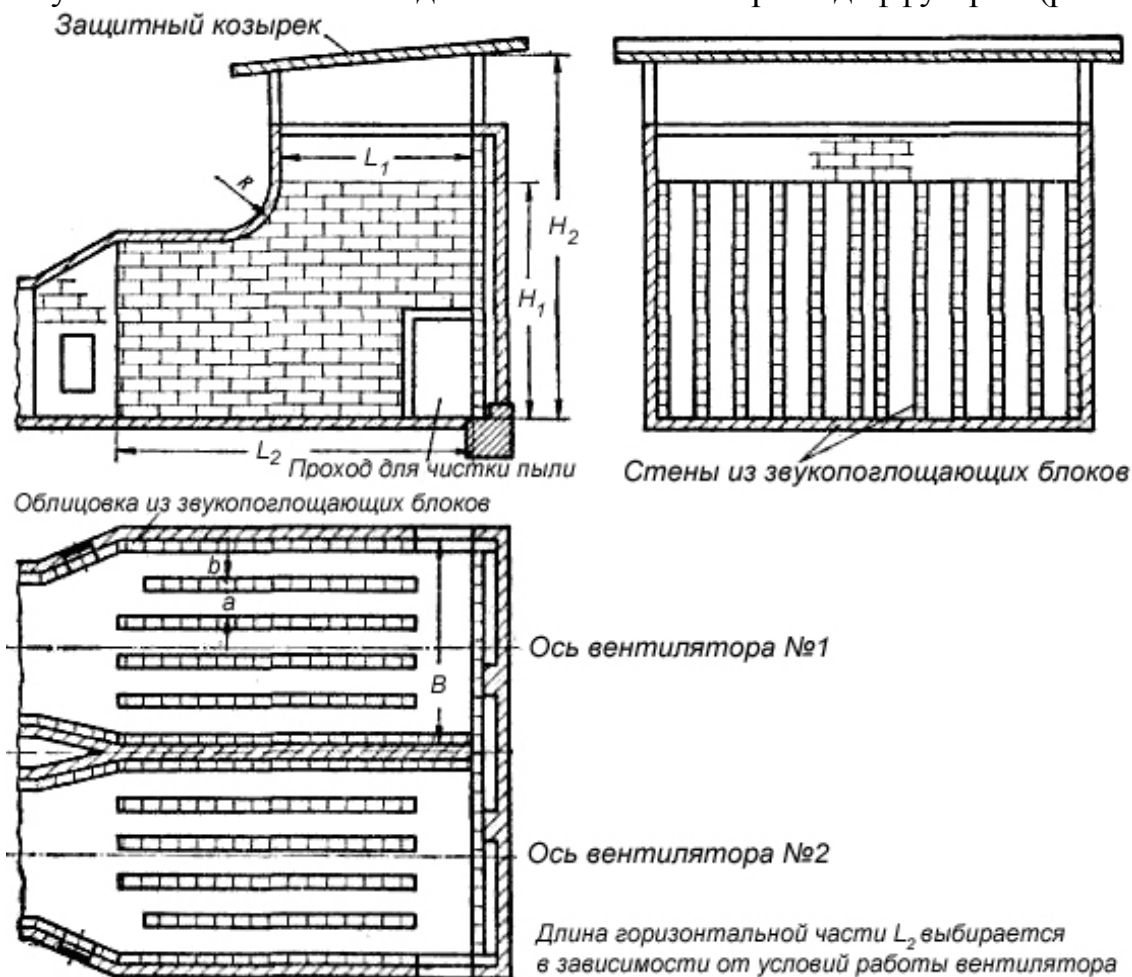 Защитный козырек
L₁
R
H₂
H₁
L₂
Проход для чистки пыли
Стены из звукопоглощающих блоков
Облицовка из звукопоглощающих блоков
b
a
B
Ось вентилятора №1
Ось вентилятора №2
Длина горизонтальной части L₂ выбирается
в зависимости от условий работы вентилятора